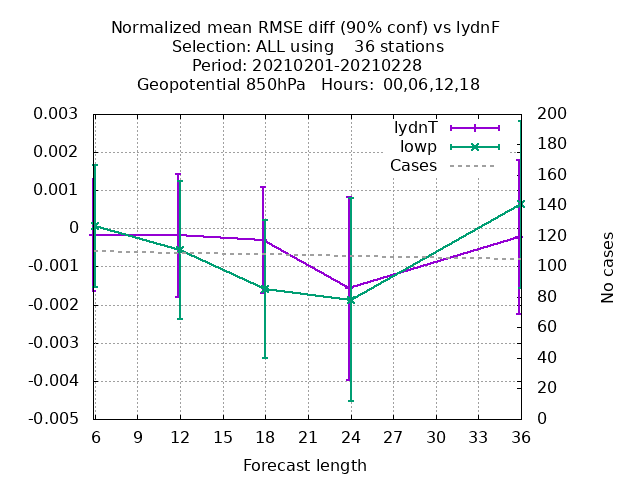 Normalized mean RMSE diff (90% conf) vs lydnF
Selection: ALL using    36 stations
Period: 20210201-20210228
Geopotential 850hPa   Hours:  00,06,12,18
lydnT
lowp
Cases
0.003
0.002
0.001
0
-0.001
-0.002
-0.003
-0.004
-0.005
200
180
160
140
120
100
80
60
40
20
0
No cases
6 9 12 15 18 21 24 27 30 33 36
Forecast length